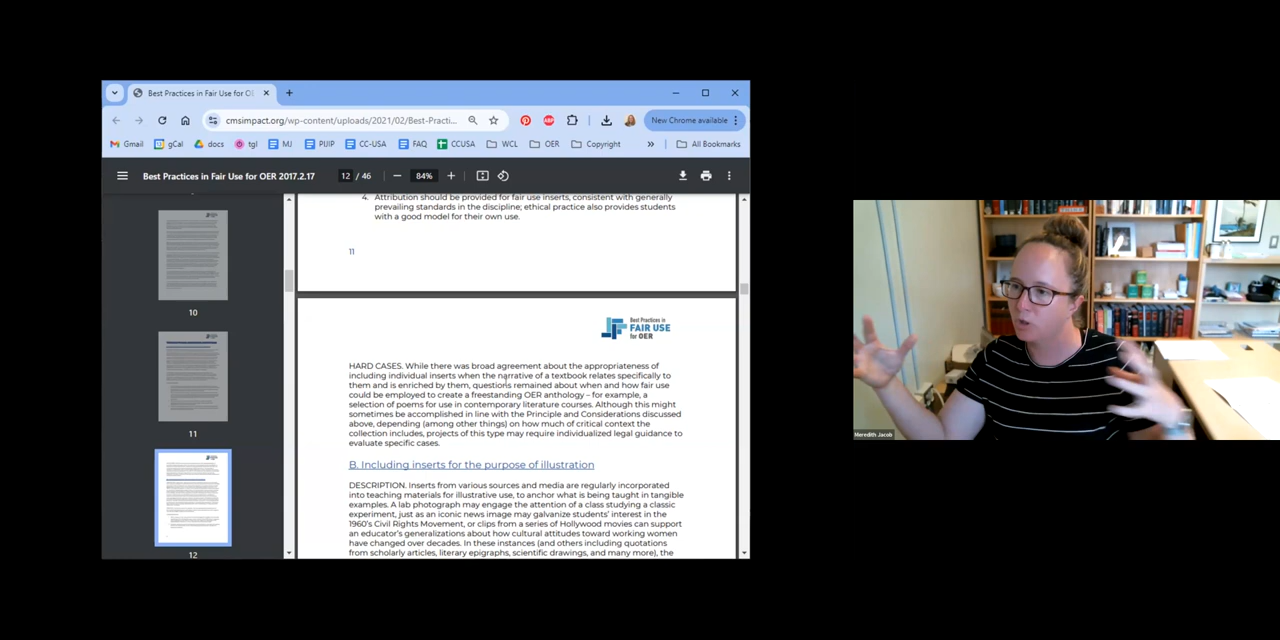 Best Practices in Fair Use for OE
cmsimpact.org/wp-content/uploads/2021/02/Best-Practi...
New Chrome available
Gmail gCal docs tgl MJ PIJIP CC-USA FAQ CCUSA WCL OER Copyright » All Bookmarks
Best Practices in Fair Use for OER 2017.2.17 12 / 46 84%
10
11
12
4. Attribution should be provided for fair use inserts, consistent with generally
prevailing standards in the discipline; ethical practice also provides students
with a good model for their own use.
11
Best Practices in
FAIR USE
for OER
HARD CASES. While there was broad agreement about the appropriateness of
including individual inserts when the narrative of a textbook relates specifically to
them and is enriched by them, questions remained about when and how fair use
could be employed to create a freestanding OER anthology – for example, a
selection of poems for use in contemporary literature courses. Although this might
sometimes be accomplished in line with the Principle and Considerations discussed
above, depending (among other things) on how much of critical context the
collection includes, projects of this type may require individualized legal guidance to
evaluate specific cases.
B. Including inserts for the purpose of illustration
DESCRIPTION. Inserts from various sources and media are regularly incorporated
into teaching materials for illustrative use, to anchor what is being taught in tangible
examples. A lab photograph may engage the attention of a class studying a classic
experiment, just as an iconic news image may galvanize students' interest in the
1960's Civil Rights Movement, or clips from a series of Hollywood movies can support
an educator's generalizations about how cultural attitudes toward working women
have changed over decades. In these instances (and others including quotations
from scholarly articles, literary epigraphs, scientific drawings, and many more), the
Meredith Jacob